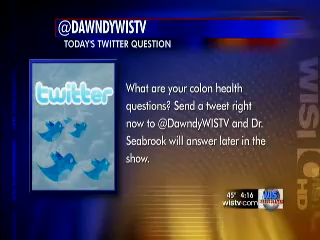 @DAWNDYWISTV
TODAY'S TWITTER QUESTION
twitter
What are your colon health
questions? Send a tweet right
now to @DawndyWISTV and Dr.
Seabrook will answer later in the
show.
WIS
HD
45° 4:16
wistv.com
WIS